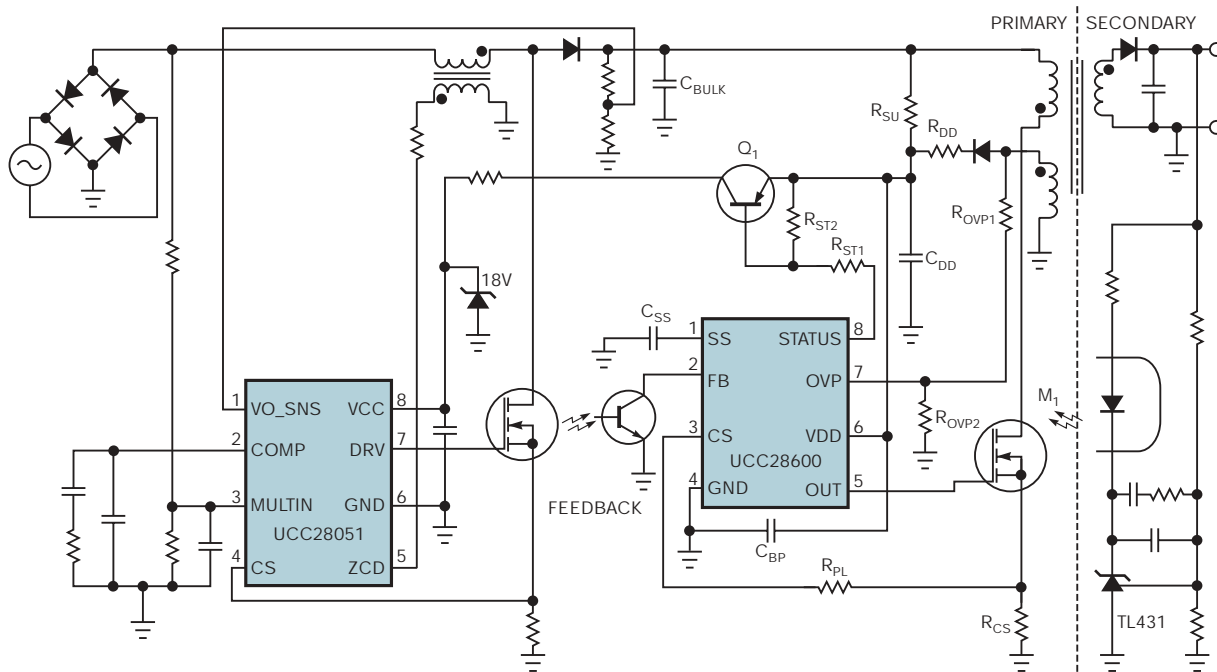 PRIMARY SECONDARY
C_BULK
R_SU
R_DD
Q_1
R_OVP1
R_ST2
R_ST1
C_DD
18V
C_SS
1 SS STATUS 8
2 FB OVP 7
3 CS VDD 6
UCC28600
4 GND OUT 5
R_OVP2
M_1
1 VO_SNS VCC 8
2 COMP DRV 7
3 MULTIN GND 6
UCC28051
4 CS ZCD 5
FEEDBACK
C_BP
R_PL
R_CS
TL431